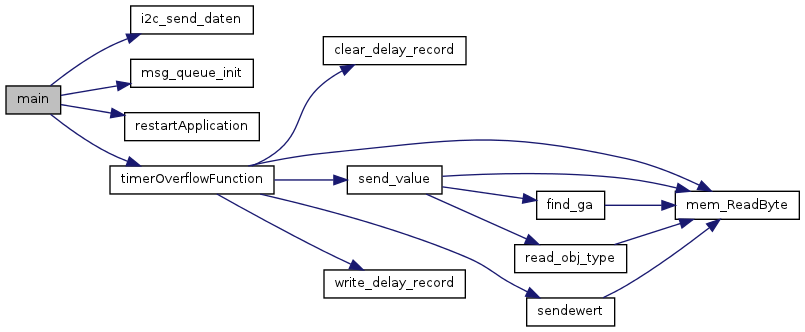 main
i2c_send_daten
msg_queue_init
restartApplication
timerOverflowFunction
clear_delay_record
send_value
write_delay_record
find_ga
read_obj_type
sendewert
mem_ReadByte